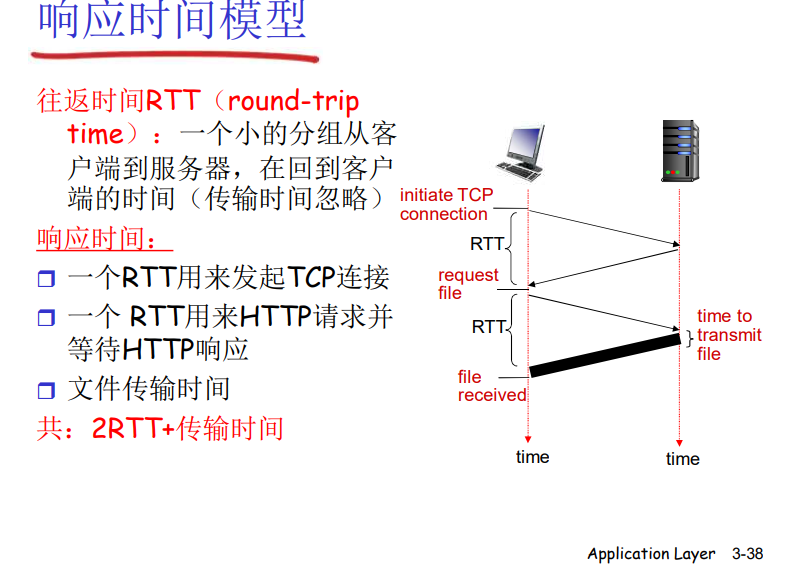 响应时间模型
往返时间RTT（round-trip
time）：一个小的分组从客
户端到服务器，在回到客户
端的时间（传输时间忽略）
响应时间：
一个RTT用来发起TCP连接
一个 RTT用来HTTP请求并
等待HTTP响应
文件传输时间
共：2RTT+传输时间
initiate TCP
connection
RTT
request
file
RTT
file
received
time to
transmit
file
time
time
Application Layer 3-38